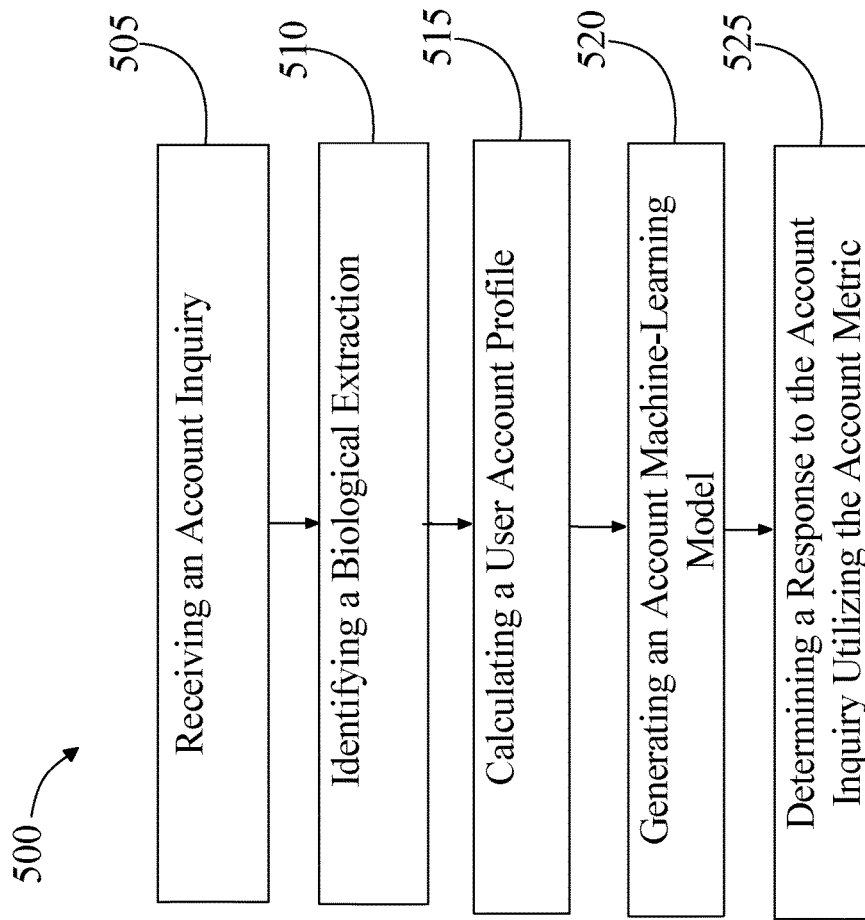 500
Receiving an Account Inquiry
505
Identifying a Biological Extraction
510
Calculating a User Account Profile
515
Generating an Account Machine-Learning
Model
520
Determining a Response to the Account
Inquiry Utilizing the Account Metric
525